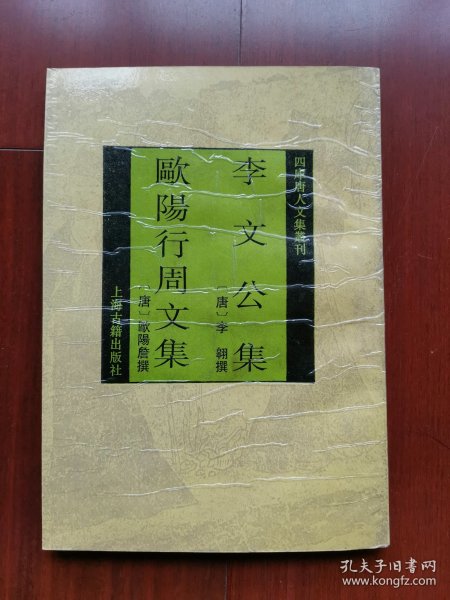 四庫唐人文集叢刊
李文公集
〔唐〕李翱撰
歐陽行周文集
〔唐〕歐陽詹撰
上海古籍出版社
孔夫子旧书网
www.kongfz.com